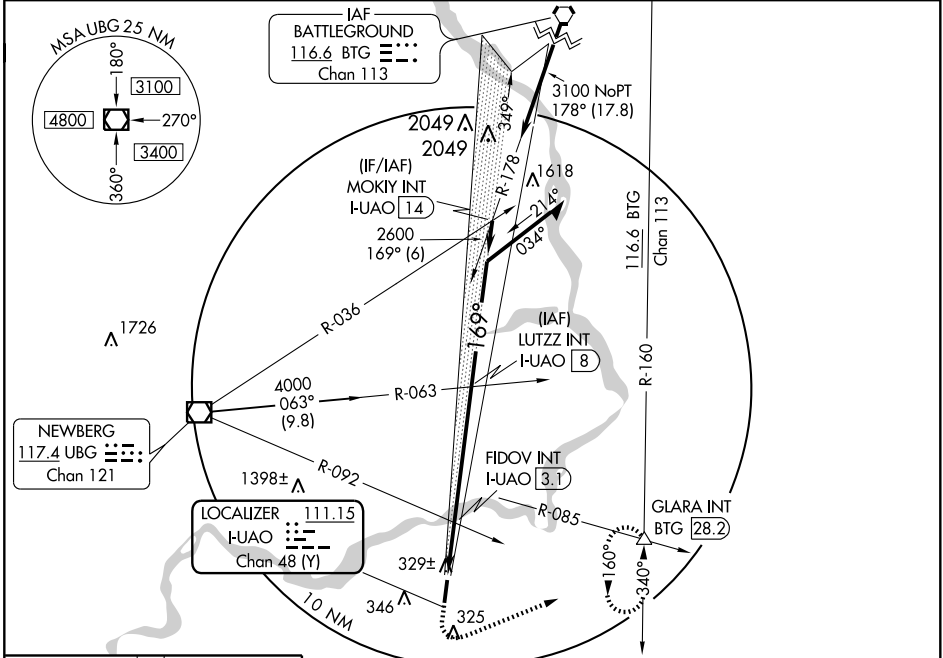 MSA UBG 25 NM
180°
3100
4800
270°
3400
360°
IAF
BATTLEGROUND
116.6 BTG
Chan 113
3100 NoPT
178° (17.8)
349°
2049
2049
R-178
1618
(IF/IAF)
MOKIY INT
I-UAO 14
214°
034°
2600
169° (6)
116.6 BTG
Chan 113
R-036
169°
1726
(IAF)
LUTZZ INT
I-UAO 8
R-160
4000
063°
(9.8)
R-063
NEWBERG
117.4 UBG
Chan 121
R-092
1398±
FIDOV INT
I-UAO 3.1
R-085
GLARA INT
BTG 28.2
LOCALIZER 111.15
I-UAO
Chan 48 (Y)
329±
160°
340°
346
325
10 NM